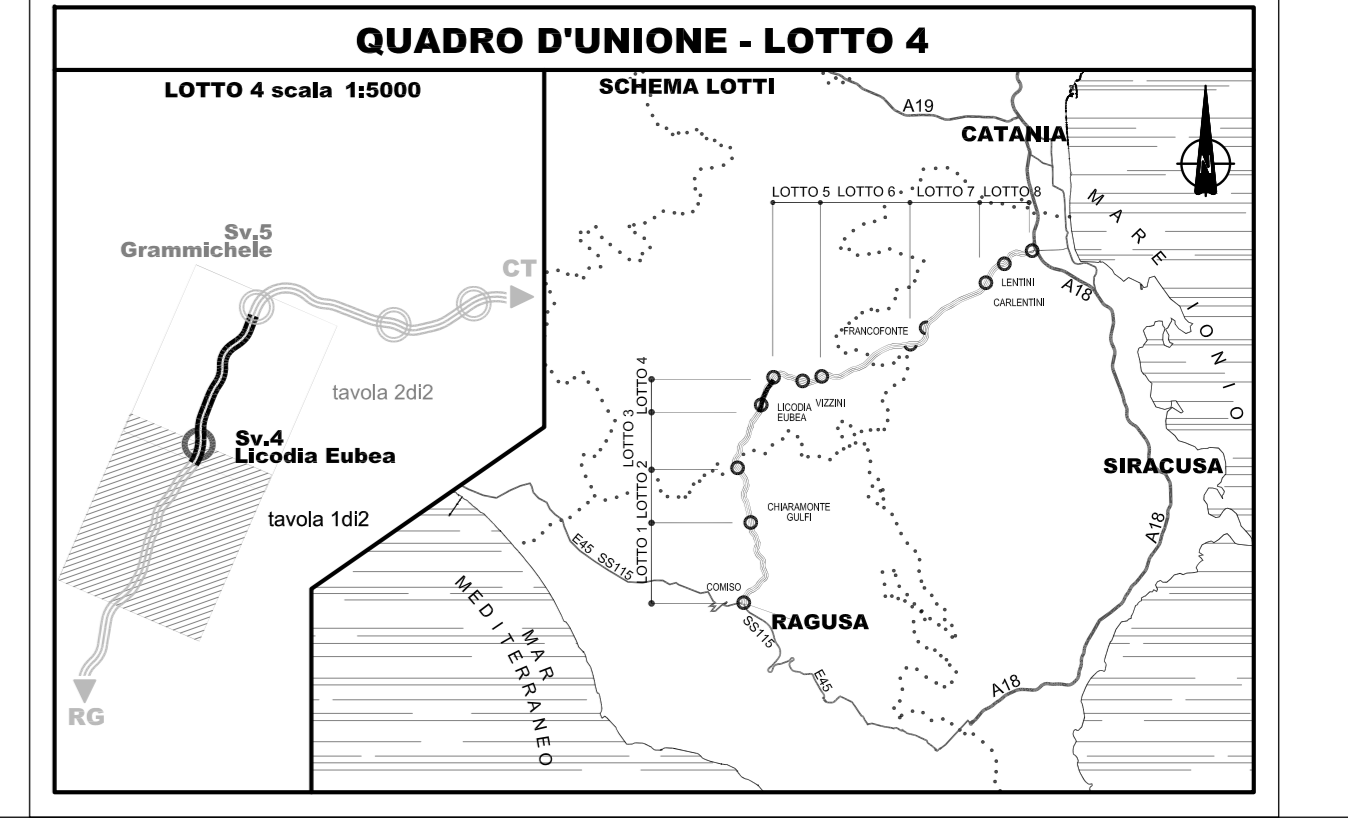 QUADRO D'UNIONE - LOTTO 4
LOTTO 4 scala 1:5000
Sv.5
Grammichele
CT
tavola 2di2
Sv.4
Licodia Eubea
tavola 1di2
RG
SCHEMA LOTTI
A19
CATANIA
N
LOTTO 5
LOTTO 6
LOTTO 7
LOTTO 8
MARE
IONIO
LENTINI
CARLENTINI
A18
FRANCOFONTE
LOTTO 4
LOTTO 3
LOTTO 2
LOTTO 1
LICODIA
EUBEA
VIZZINI
SIRACUSA
CHIARAMONTE
GULFI
A18
E45
SS115
COMISO
RAGUSA
SS115
E45
A18
MAR
MEDITERRANEO